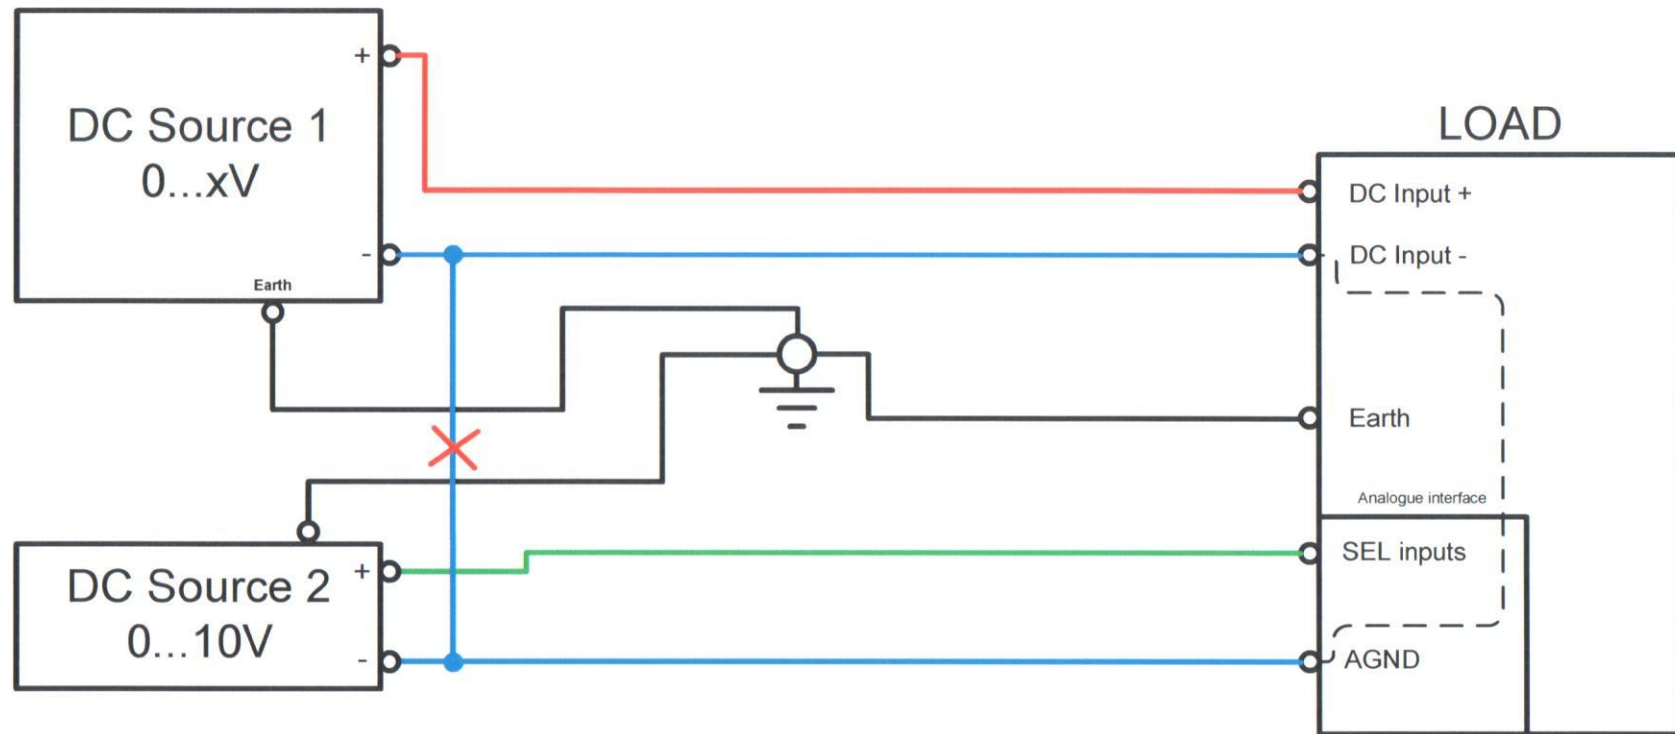 DC Source 1
0...xV
+
-
Earth
LOAD
DC Input +
DC Input -
Earth
Analogue interface
SEL inputs
AGND
DC Source 2
0...10V
+
-